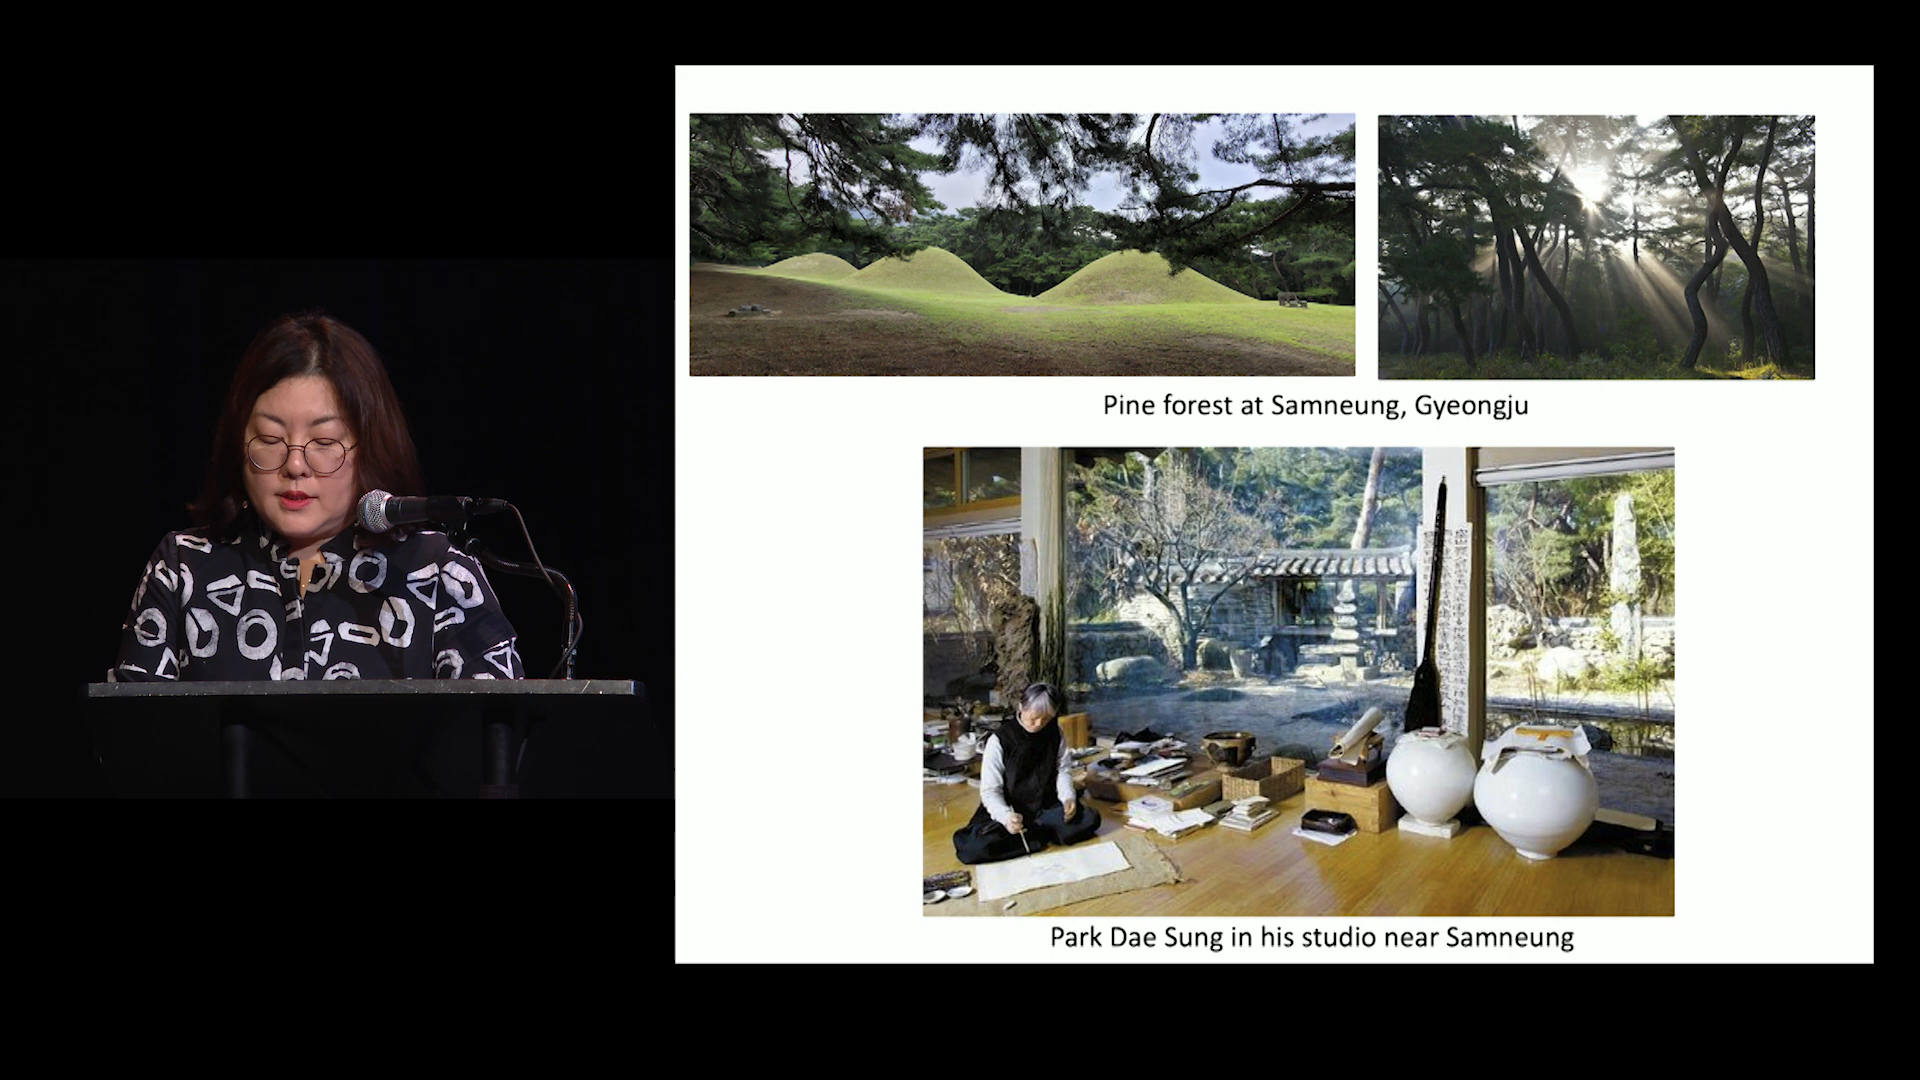 Pine forest at Samneung, Gyeongju
Park Dae Sung in his studio near Samneung